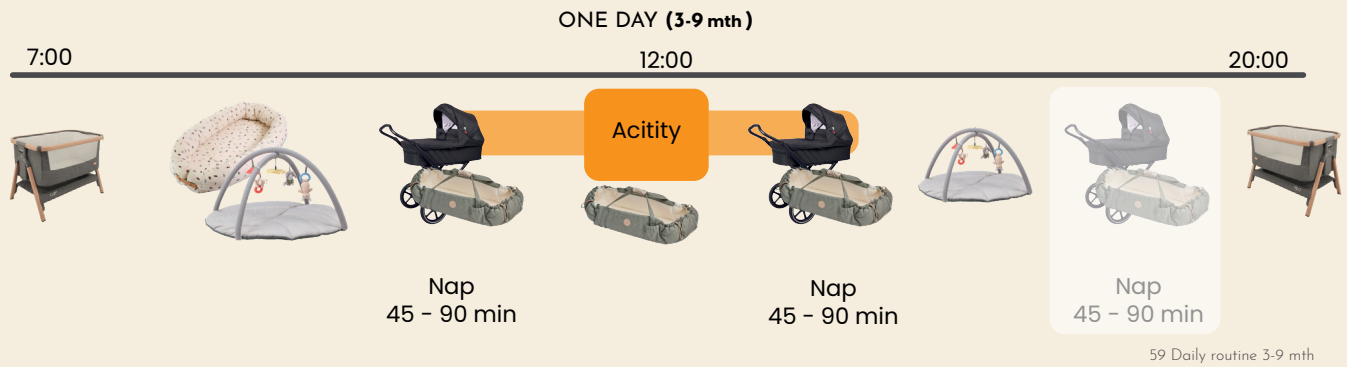 ONE DAY (3-9 mth)
7:00
12:00
20:00
Acitity
Nap
45 - 90 min
Nap
45 - 90 min
Nap
45 - 90 min
59 Daily routine 3-9 mth